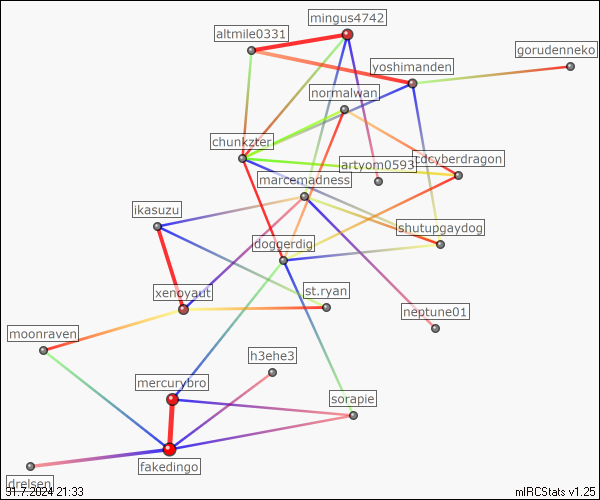 mingus4742
altmile0331
gorudenneko
yoshimanden
normalwan
chunkzter
artyom0593
cdcyberdragon
marcemadness
ikasuzu
shutupgaydog
doggerdig
xenoyaut
st.ryan
neptune01
moonraven
h3ehe3
mercurybro
sorapie
fakedingo
drelsen
31.7.2024 21:33
mIRCStats v1.25